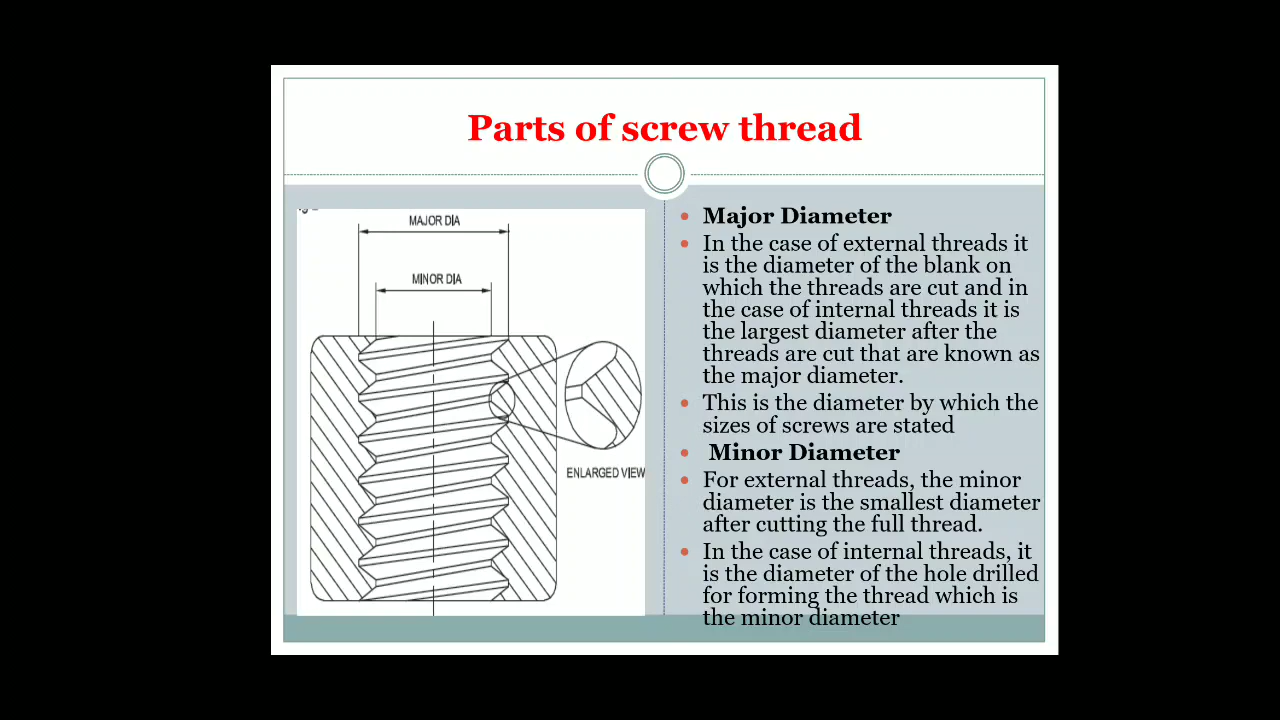 Parts of screw thread
MAJOR DIA
MINOR DIA
ENLARGED VIEW
Major Diameter
In the case of external threads it
is the diameter of the blank on
which the threads are cut and in
the case of internal threads it is
the largest diameter after the
threads are cut that are known as
the major diameter.
This is the diameter by which the
sizes of screws are stated
Minor Diameter
For external threads, the minor
diameter is the smallest diameter
after cutting the full thread.
In the case of internal threads, it
is the diameter of the hole drilled
for forming the thread which is
the minor diameter